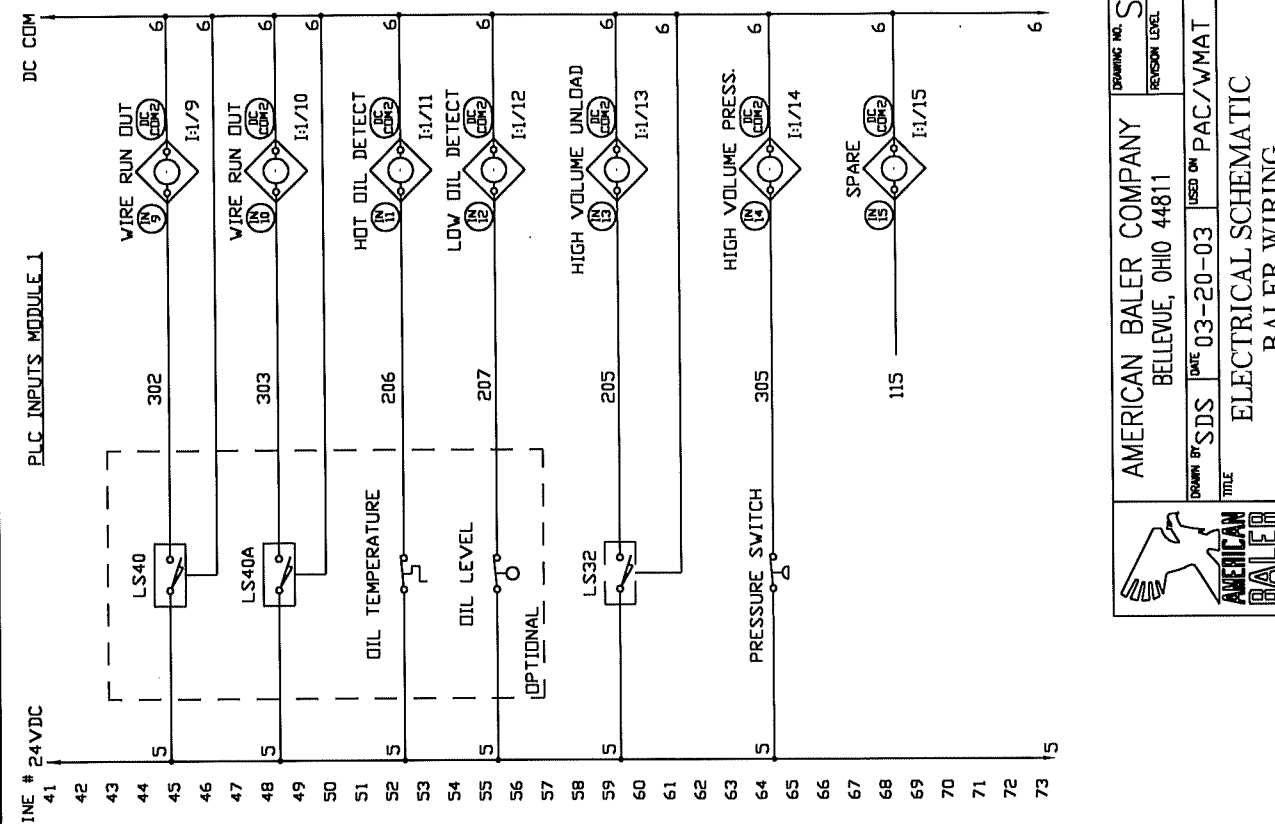 PLC INPUTS MODULE 1
INE #
24VDC
DC COM
41
42
43
44
45
46
47
48
49
50
51
52
53
54
55
56
57
58
59
60
61
62
63
64
65
66
67
68
69
70
71
72
73
5 LS40 302 IN 9 WIRE RUN OUT DC COM2 I:1/9 6
6
5 LS40A 303 IN 10 WIRE RUN OUT DC COM2 I:1/10 6
6
5 OIL TEMPERATURE 206 IN 11 HOT OIL DETECT DC COM2 I:1/11 6
5 OIL LEVEL 207 IN 12 LOW OIL DETECT DC COM2 I:1/12 6
OPTIONAL
5 LS32 205 IN 13 HIGH VOLUME UNLOAD DC COM2 I:1/13 6
6
5 PRESSURE SWITCH 305 IN 14 HIGH VOLUME PRESS. DC COM2 I:1/14 6
115 IN 15 SPARE DC COM2 I:1/15 6
5
6
AMERICAN BALER
AMERICAN BALER COMPANY
BELLEVUE, OHIO 44811
DRAWING NO. S
REVISION LEVEL
DRAWN BY SDS
DATE 03-20-03
USED ON PAC/WMAT
TITLE
ELECTRICAL SCHEMATIC
BALER WIRING